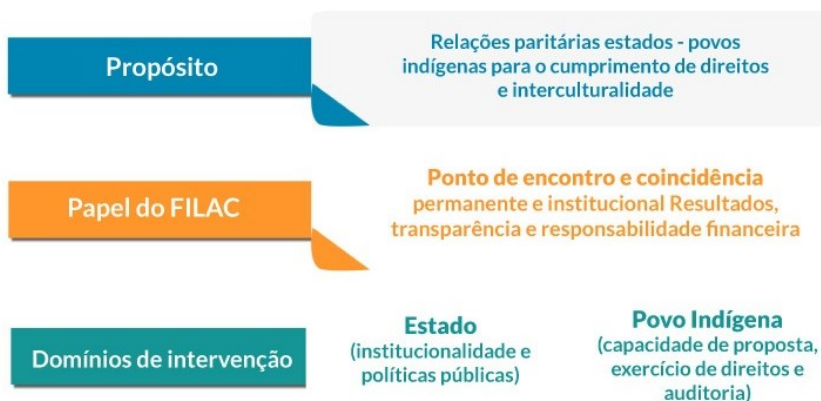 Propósito
Relações paritárias estados - povos
indígenas para o cumprimento de direitos
e interculturalidade
Papel do FILAC
Ponto de encontro e coincidência
permanente e institucional Resultados,
transparência e responsabilidade financeira
Domínios de intervenção
Estado
(institucionalidade e
políticas públicas)
Povo Indígena
(capacidade de proposta,
exercício de direitos e
auditoria)